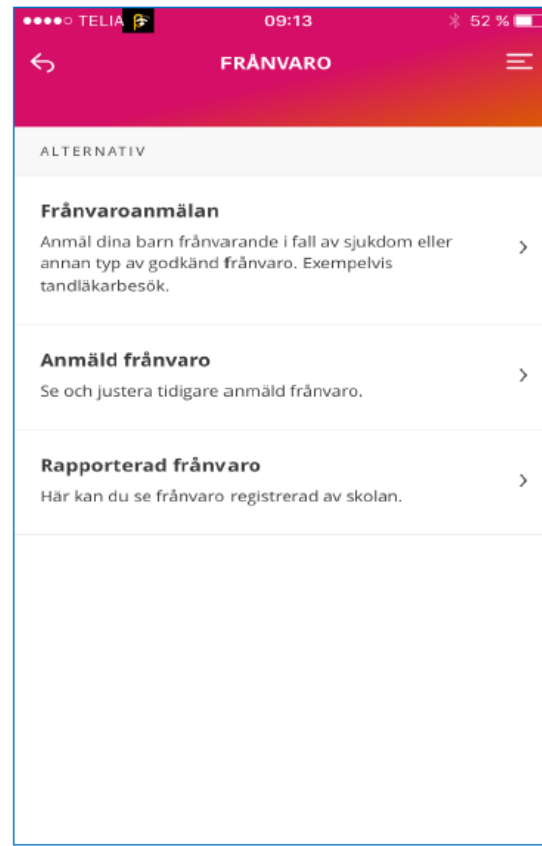 TELIA 09:13 52 %
FRÅNVARO
ALTERNATIV
Frånvaroanmälan
Anmäl dina barn frånvarande i fall av sjukdom eller
annan typ av godkänd frånvaro. Exempelvis
tandläkarbesök.
Anmäld frånvaro
Se och justera tidigare anmäld frånvaro.
Rapporterad frånvaro
Här kan du se frånvaro registrerad av skolan.